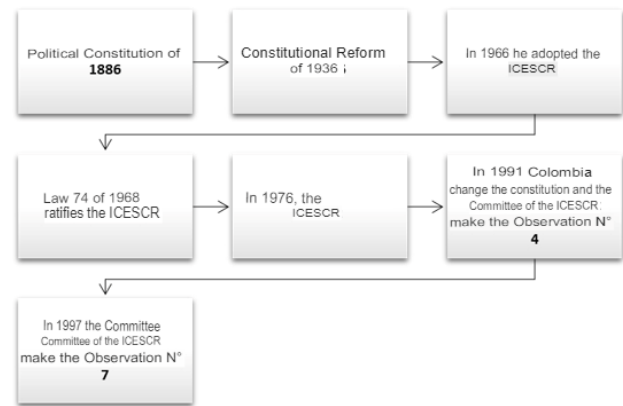 Political Constitution of
1886
Constitutional Reform
of 1936 i
In 1966 he adopted the
ICESCR
Law 74 of 1968
ratifies the ICESCR
In 1976, the
ICESCR
In 1991 Colombia
change the constitution and the
Committee of the ICESCR:
make the Observation N°
4
In 1997 the Committee
Committee of the ICESCR
make the Observation N°
7